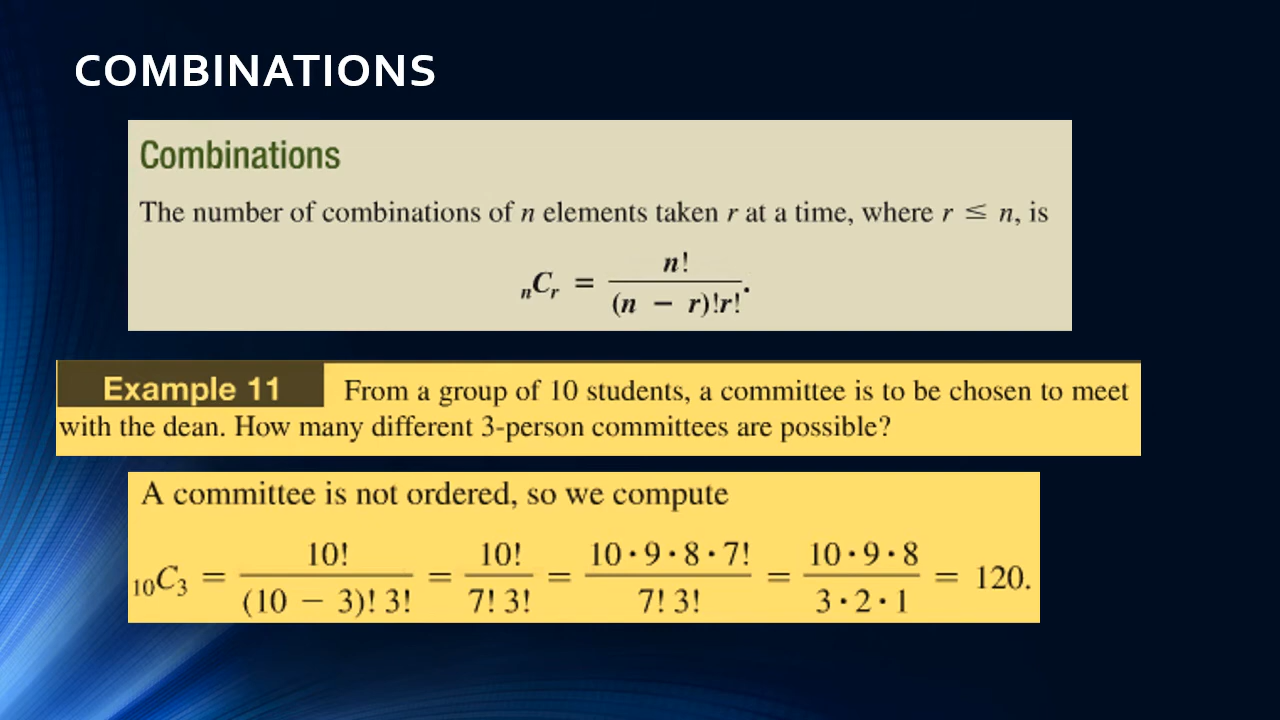 COMBINATIONS
Combinations
The number of combinations of n elements taken r at a time, where r ≤ n, is
ₙCᵣ = n! / (n − r)!r!.
Example 11 From a group of 10 students, a committee is to be chosen to meet
with the dean. How many different 3-person committees are possible?
A committee is not ordered, so we compute
₁₀C₃ = 10! / (10 − 3)! 3! = 10! / 7! 3! = 10 · 9 · 8 · 7! / 7! 3! = 10 · 9 · 8 / 3 · 2 · 1 = 120.